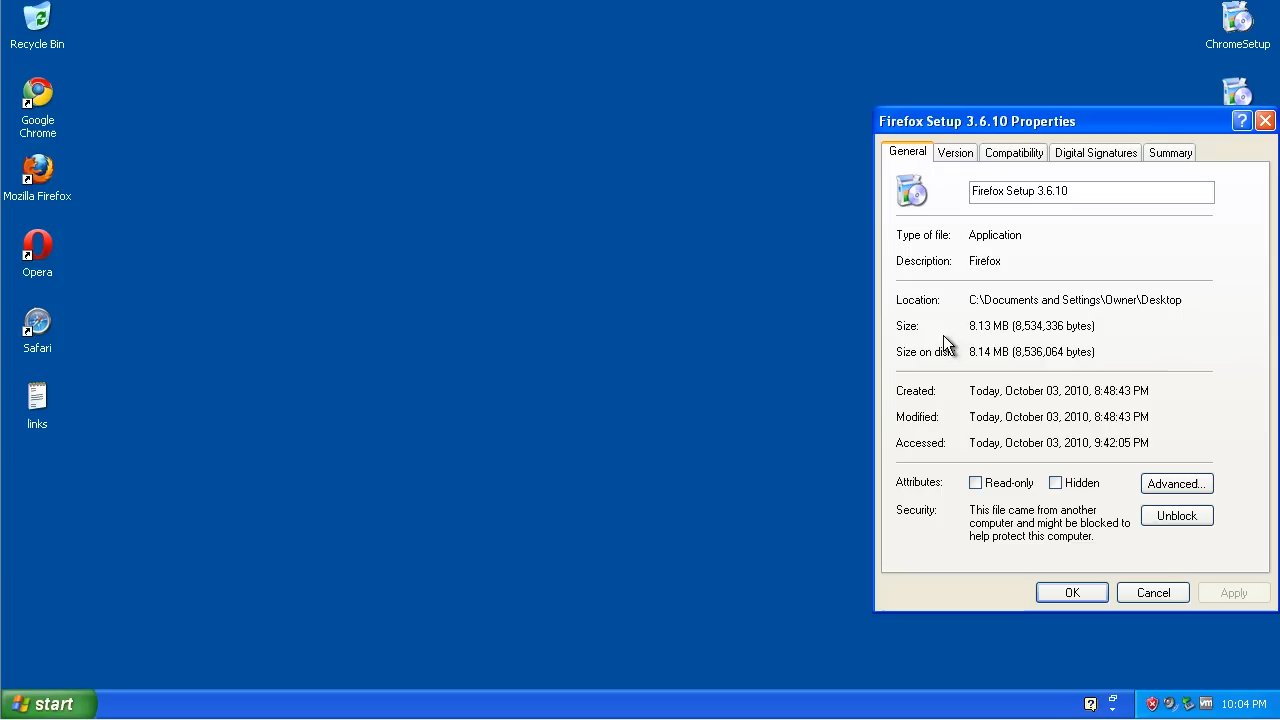 Recycle Bin
Google
Chrome
Mozilla Firefox
Opera
Safari
links
ChromeSetup
Firefox Setup 3.6.10 Properties
General Version Compatibility Digital Signatures Summary
Firefox Setup 3.6.10
Type of file: Application
Description: Firefox
Location: C:\Documents and Settings\Owner\Desktop
Size: 8.13 MB (8,534,336 bytes)
Size on disk: 8.14 MB (8,536,064 bytes)
Created: Today, October 03, 2010, 8:48:43 PM
Modified: Today, October 03, 2010, 8:48:43 PM
Accessed: Today, October 03, 2010, 9:42:05 PM
Attributes: Read-only Hidden Advanced...
Security: This file came from another
computer and might be blocked to
help protect this computer.
Unblock
OK Cancel Apply
start
10:04 PM